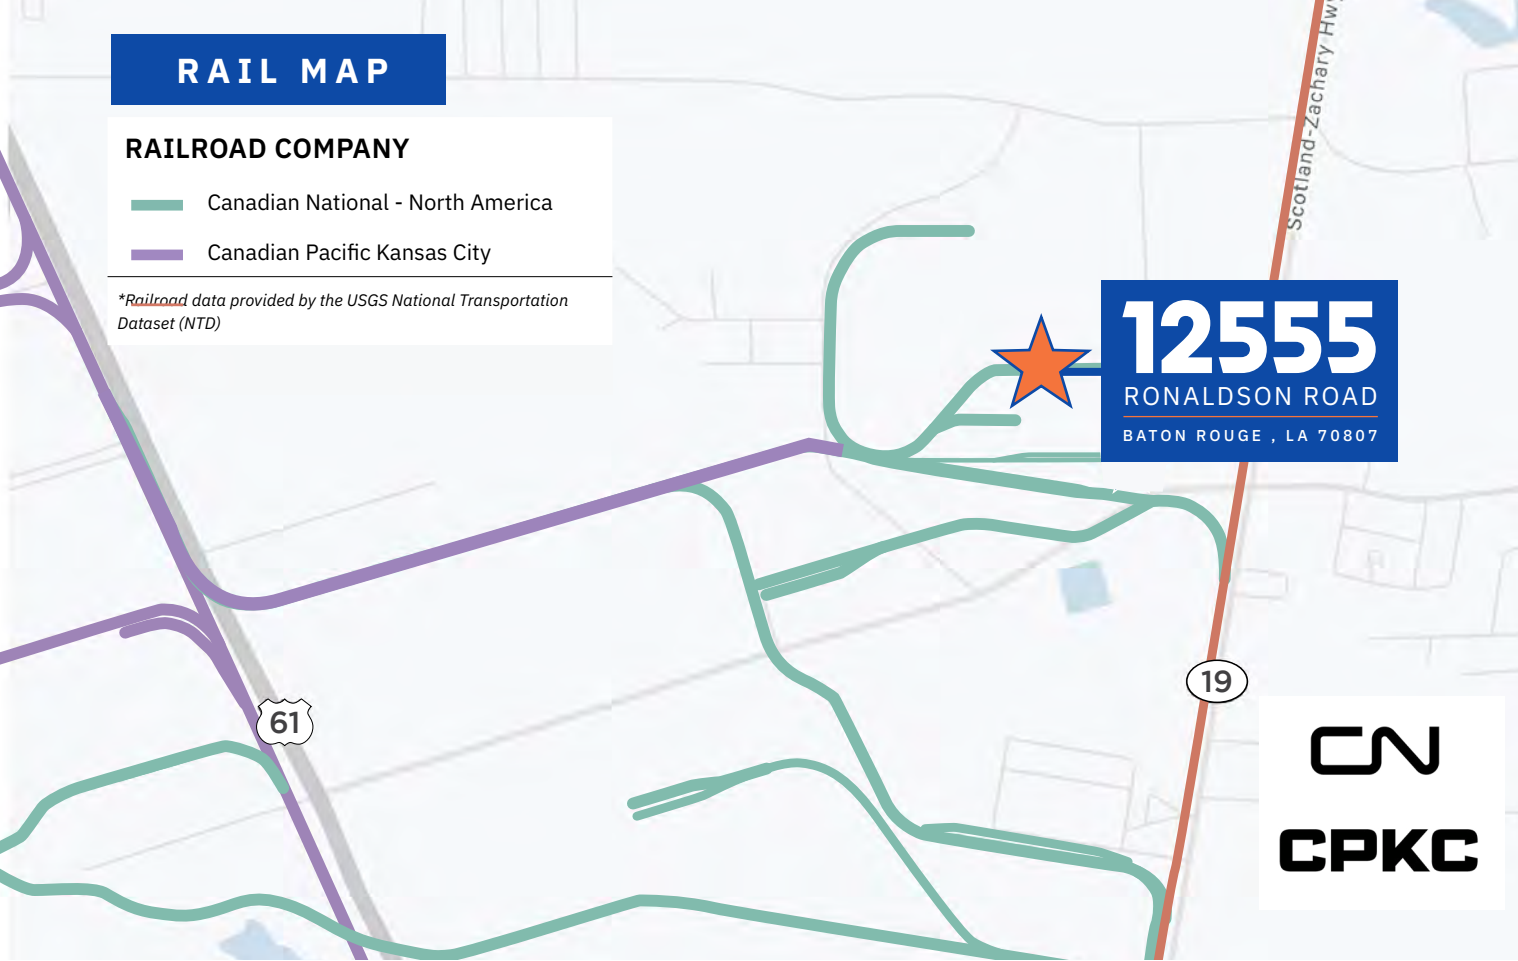 RAIL MAP
RAILROAD COMPANY
Canadian National - North America
Canadian Pacific Kansas City
*Railroad data provided by the USGS National Transportation
Dataset (NTD)
Scotland-Zachary Hwy
12555
RONALDSON ROAD
BATON ROUGE , LA 70807
19
61
CN
CPKC